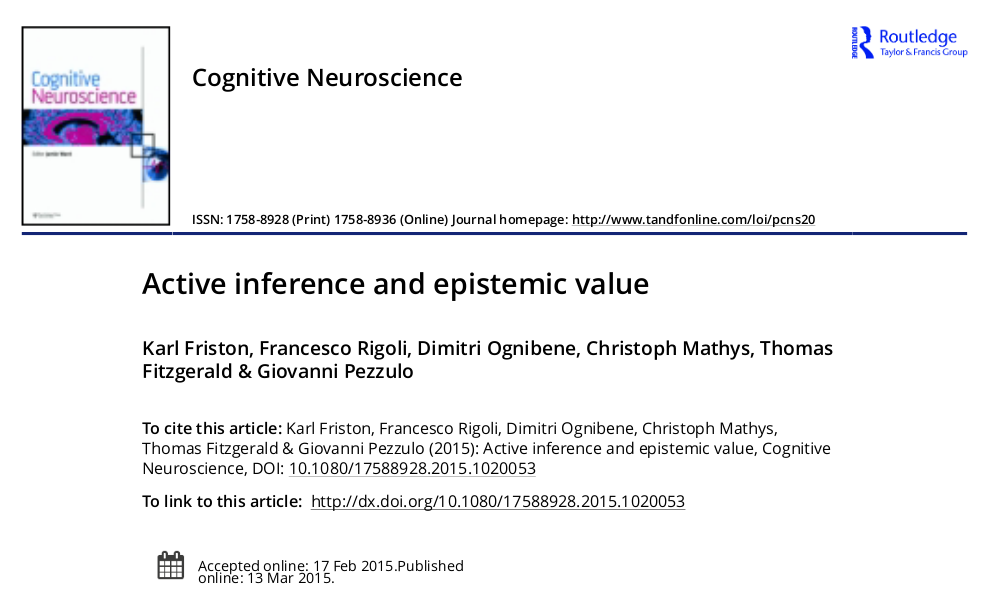 Cognitive
Neuroscience
ROUTLEDGE
Routledge
Taylor & Francis Group
Cognitive Neuroscience
ISSN: 1758-8928 (Print) 1758-8936 (Online) Journal homepage: http://www.tandfonline.com/loi/pcns20
Active inference and epistemic value
Karl Friston, Francesco Rigoli, Dimitri Ognibene, Christoph Mathys, Thomas
Fitzgerald & Giovanni Pezzulo
To cite this article: Karl Friston, Francesco Rigoli, Dimitri Ognibene, Christoph Mathys,
Thomas Fitzgerald & Giovanni Pezzulo (2015): Active inference and epistemic value, Cognitive
Neuroscience, DOI: 10.1080/17588928.2015.1020053
To link to this article: http://dx.doi.org/10.1080/17588928.2015.1020053
Accepted online: 17 Feb 2015.Published
online: 13 Mar 2015.